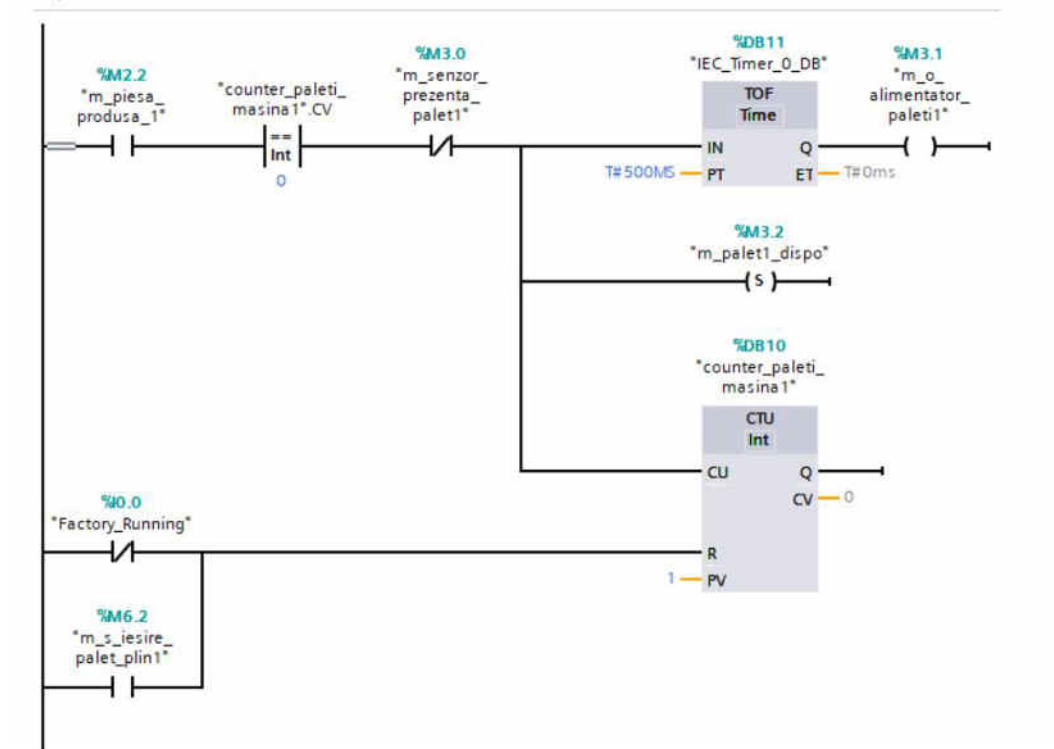 %M2.2
"m_piesa_
produsa_1"
"counter_paleti_
masina1".CV
==
Int
0
%M3.0
"m_senzor_
prezenta_
palet1"
%DB11
"IEC_Timer_0_DB"
TOF
Time
IN
Q
T#500MS
PT
ET
T#0ms
%M3.1
"m_o_
alimentator_
paleti1"
%M3.2
"m_palet1_dispo"
S
%DB10
"counter_paleti_
masina1"
CTU
Int
CU
Q
CV
0
R
1
PV
%I0.0
"Factory_Running"
%M6.2
"m_s_iesire_
palet_plin1"